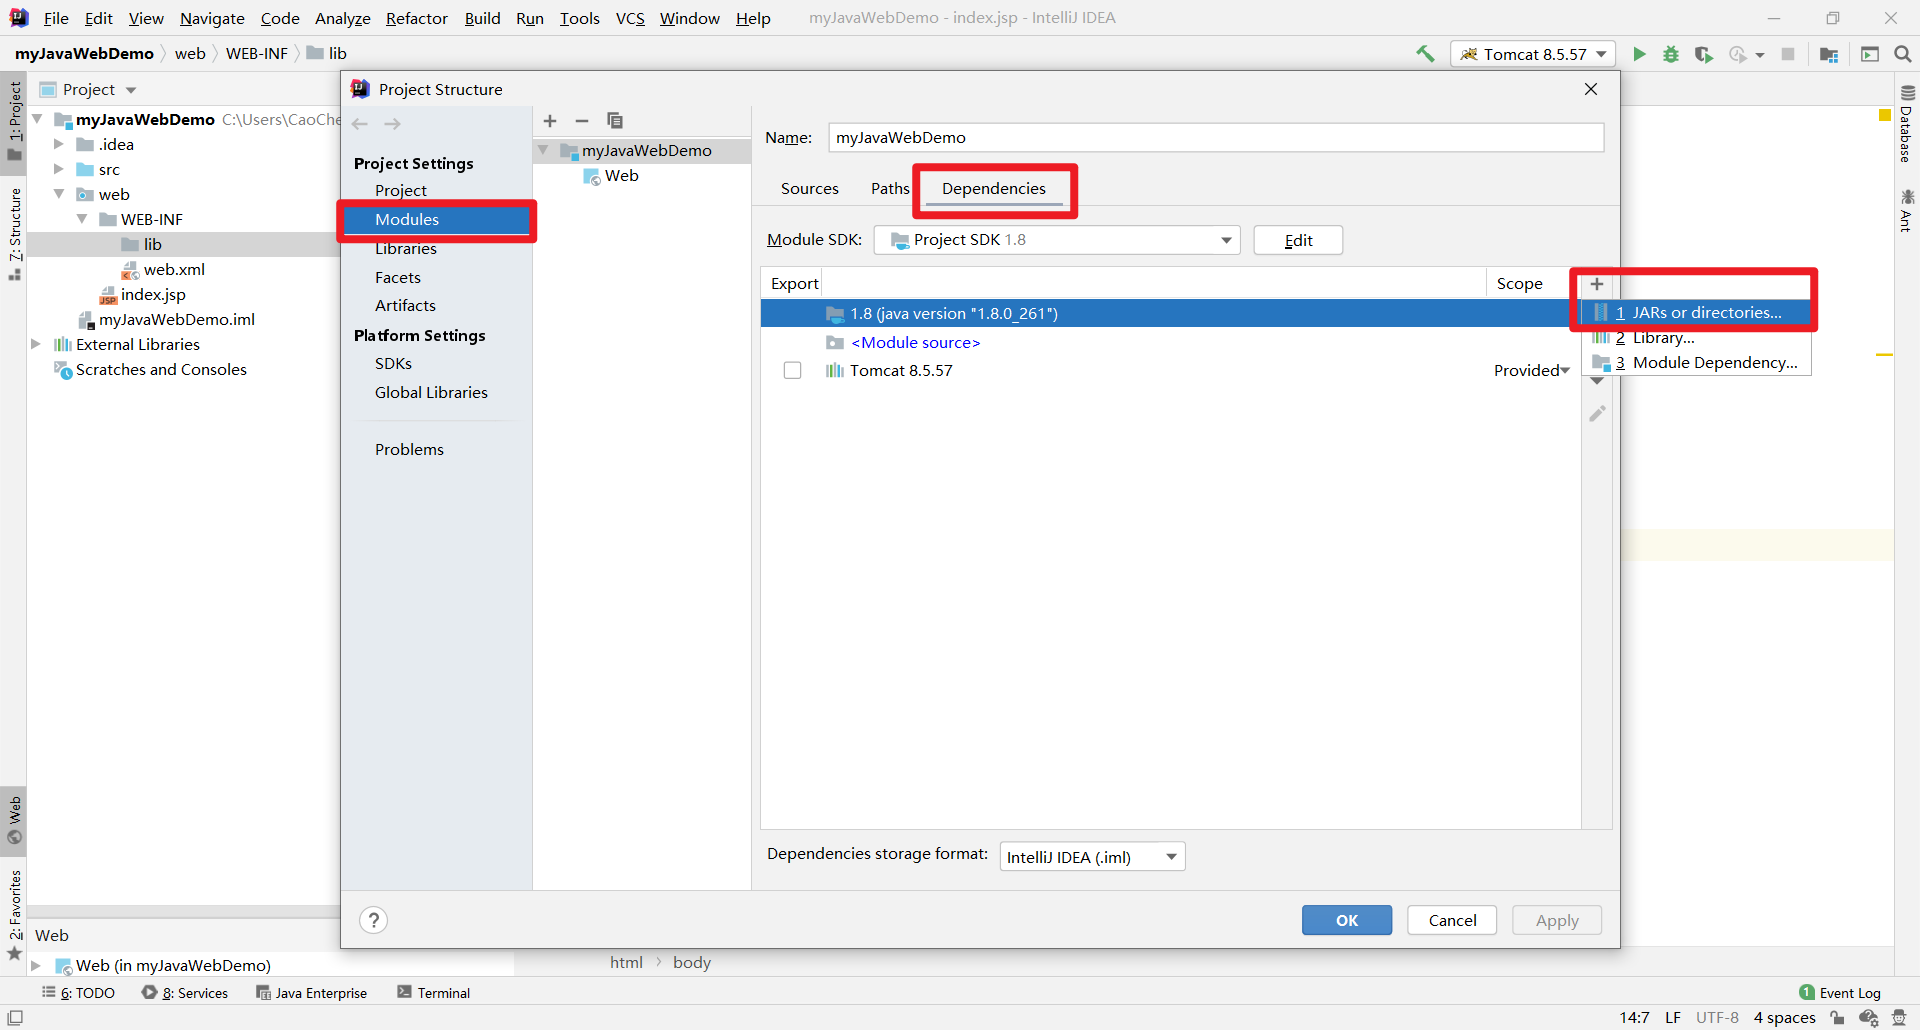 File Edit View Navigate Code Analyze Refactor Build Run Tools VCS Window Help myJavaWebDemo - index.jsp - IntelliJ IDEA
myJavaWebDemo web WEB-INF lib Tomcat 8.5.57
1: Project
7: Structure
Web
2: Favorites
Project
myJavaWebDemo C:\Users\CaoChe
.idea
src
web
WEB-INF
lib
web.xml
index.jsp
myJavaWebDemo.iml
External Libraries
Scratches and Consoles
Web
Web (in myJavaWebDemo)
Project Structure
Project Settings
Project
Modules
Libraries
Facets
Artifacts
Platform Settings
SDKs
Global Libraries
Problems
myJavaWebDemo
Web
Name: myJavaWebDemo
Sources Paths Dependencies
Module SDK: Project SDK 1.8 Edit
Export Scope
1.8 (java version "1.8.0_261")
<Module source>
Tomcat 8.5.57 Provided
1 JARs or directories...
2 Library...
3 Module Dependency...
Dependencies storage format: IntelliJ IDEA (.iml)
? OK Cancel Apply
Database
Ant
html body
6: TODO 8: Services Java Enterprise Terminal 1 Event Log
14:7 LF UTF-8 4 spaces